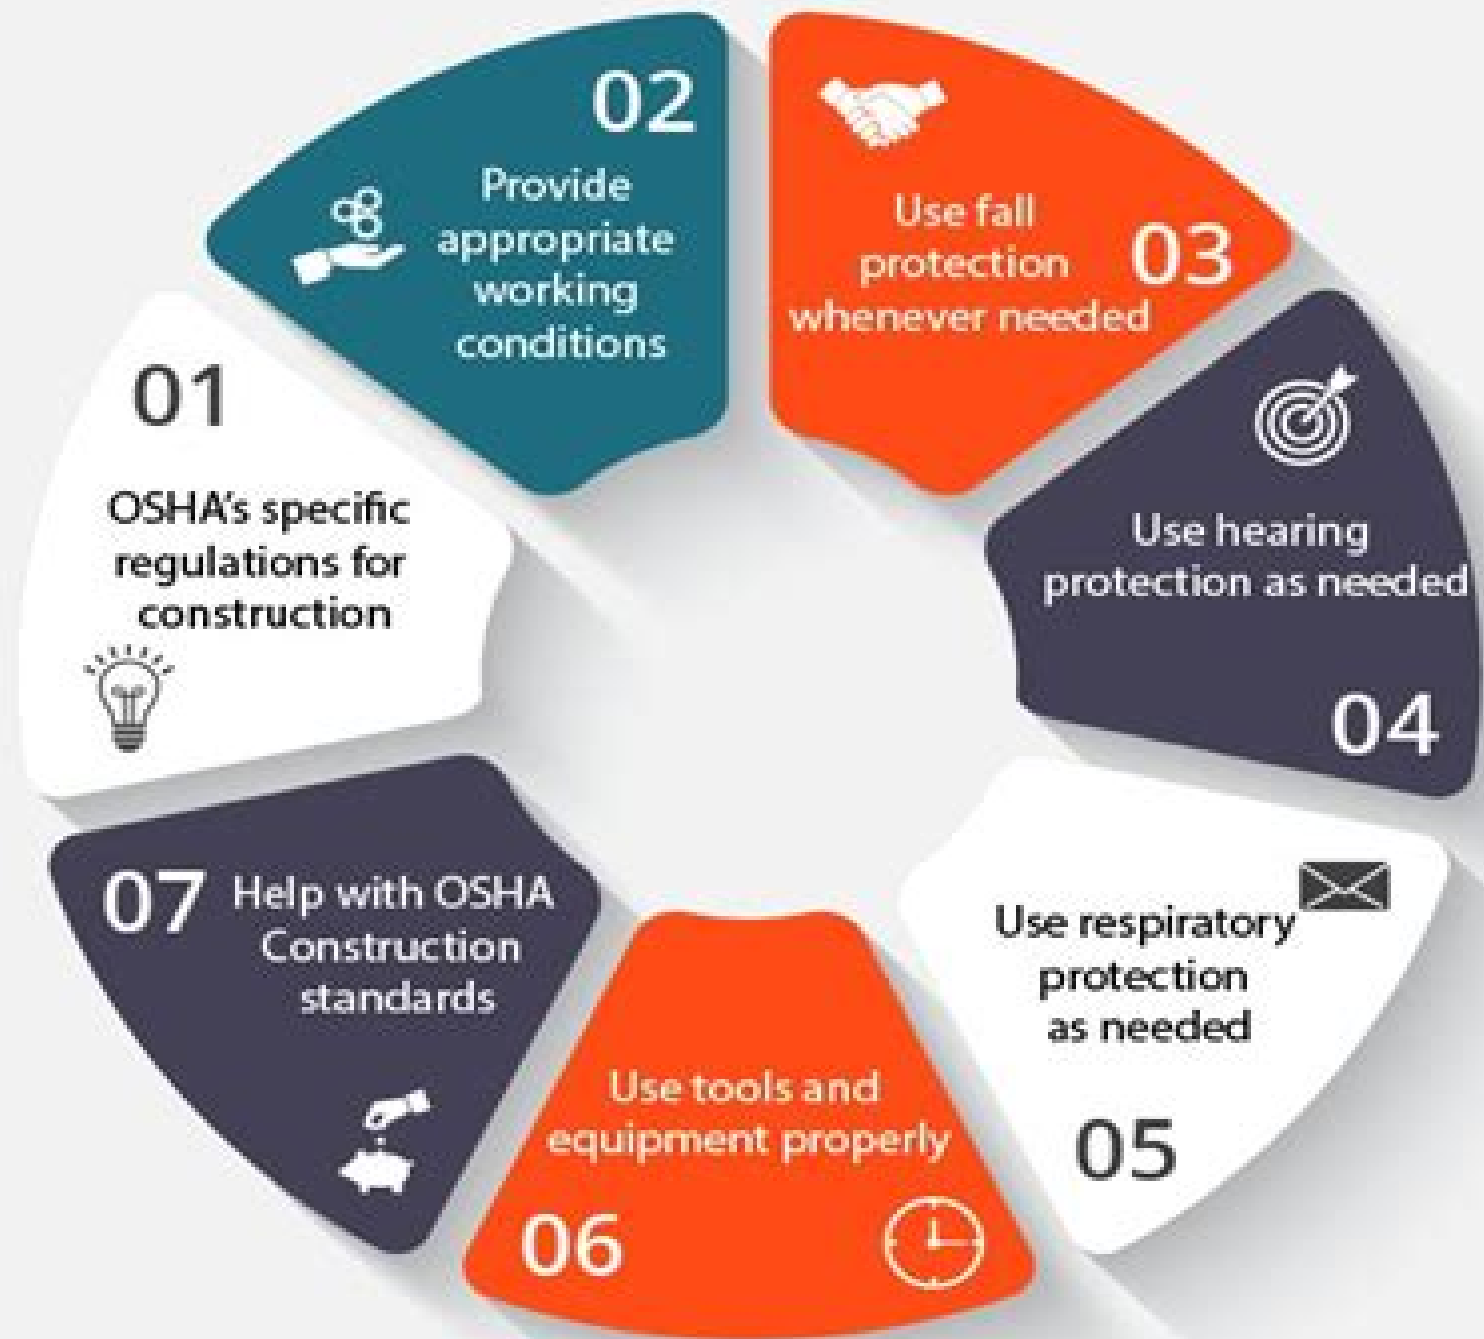 01
OSHA's specific
regulations for
construction
02
Provide
appropriate
working
conditions
03
Use fall
protection
whenever needed
04
Use hearing
protection as needed
05
Use respiratory
protection
as needed
06
Use tools and
equipment properly
07
Help with OSHA
Construction
standards